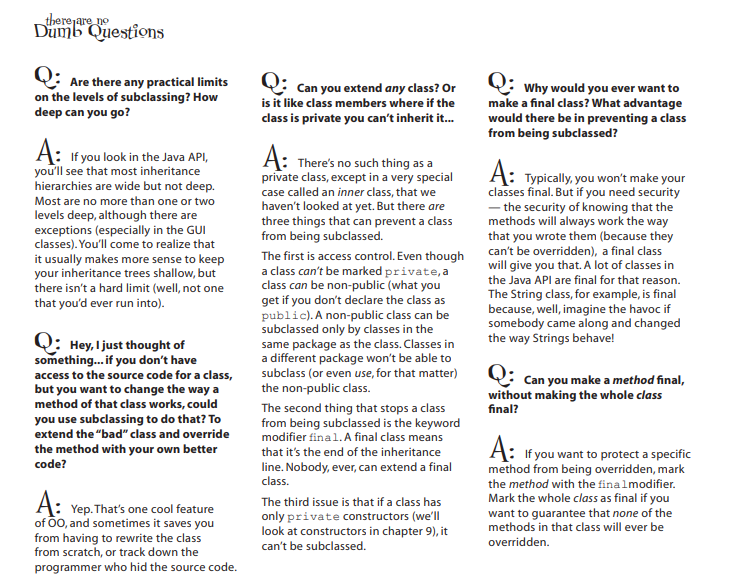 there are no
Dumb Questions
Q: Are there any practical limits
on the levels of subclassing? How
deep can you go?
A: If you look in the Java API,
you'll see that most inheritance
hierarchies are wide but not deep.
Most are no more than one or two
levels deep, although there are
exceptions (especially in the GUI
classes). You'll come to realize that
it usually makes more sense to keep
your inheritance trees shallow, but
there isn't a hard limit (well, not one
that you'd ever run into).
Q: Hey, I just thought of
something... if you don't have
access to the source code for a class,
but you want to change the way a
method of that class works, could
you use subclassing to do that? To
extend the "bad" class and override
the method with your own better
code?
A: Yep. That's one cool feature
of OO, and sometimes it saves you
from having to rewrite the class
from scratch, or track down the
programmer who hid the source code.
Q: Can you extend any class? Or
is it like class members where if the
class is private you can't inherit it...
A: There's no such thing as a
private class, except in a very special
case called an inner class, that we
haven't looked at yet. But there are
three things that can prevent a class
from being subclassed.
The first is access control. Even though
a class can't be marked private, a
class can be non-public (what you
get if you don't declare the class as
public). A non-public class can be
subclassed only by classes in the
same package as the class. Classes in
a different package won't be able to
subclass (or even use, for that matter)
the non-public class.
The second thing that stops a class
from being subclassed is the keyword
modifier final. A final class means
that it's the end of the inheritance
line. Nobody, ever, can extend a final
class.
The third issue is that if a class has
only private constructors (we'll
look at constructors in chapter 9), it
can't be subclassed.
Q: Why would you ever want to
make a final class? What advantage
would there be in preventing a class
from being subclassed?
A: Typically, you won't make your
classes final. But if you need security
— the security of knowing that the
methods will always work the way
that you wrote them (because they
can't be overridden), a final class
will give you that. A lot of classes in
the Java API are final for that reason.
The String class, for example, is final
because, well, imagine the havoc if
somebody came along and changed
the way Strings behave!
Q: Can you make a method final,
without making the whole class
final?
A: If you want to protect a specific
method from being overridden, mark
the method with the final modifier.
Mark the whole class as final if you
want to guarantee that none of the
methods in that class will ever be
overridden.